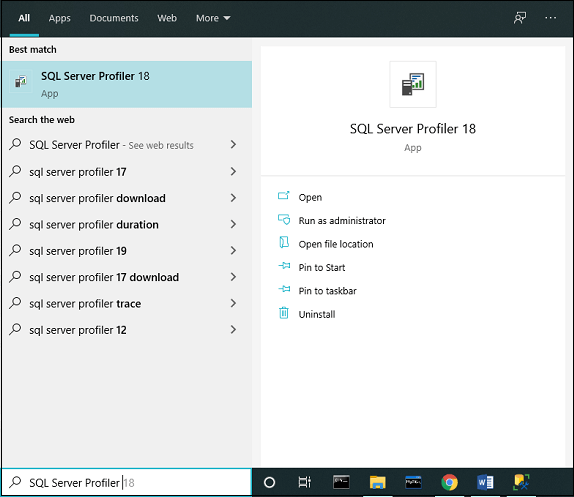 All Apps Documents Web More
Best match
SQL Server Profiler 18
App
Search the web
SQL Server Profiler - See web results
sql server profiler 17
sql server profiler download
sql server profiler duration
sql server profiler 19
sql server profiler 17 download
sql server profiler trace
sql server profiler 12
SQL Server Profiler 18
App
Open
Run as administrator
Open file location
Pin to Start
Pin to taskbar
Uninstall
SQL Server Profiler 18